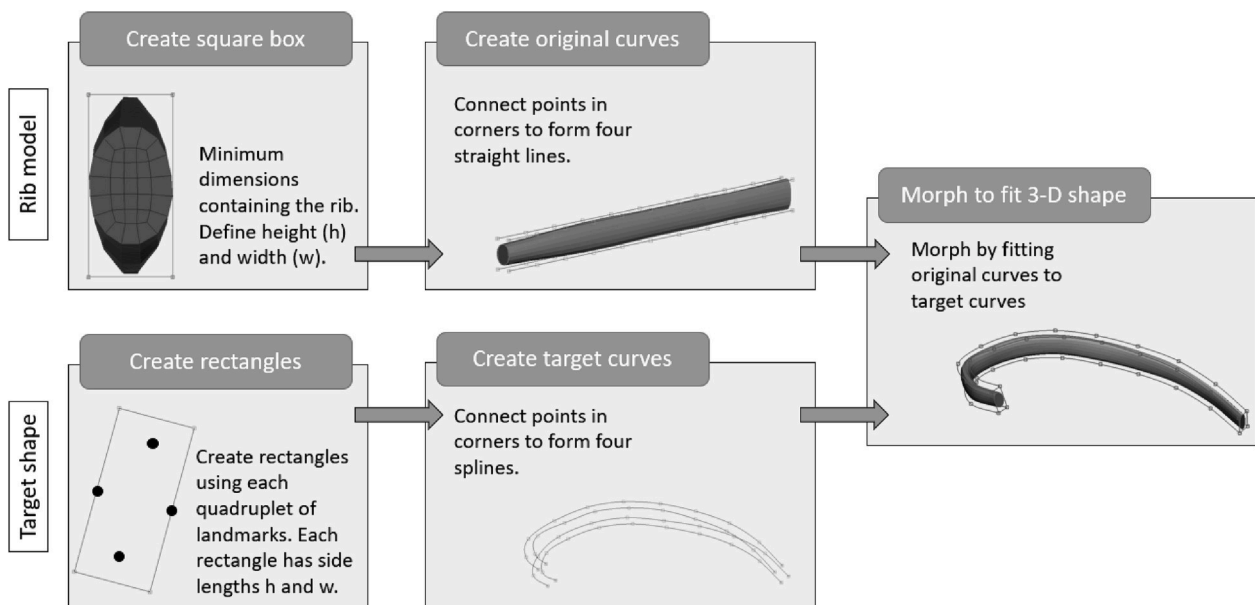 Rib model
Create square box
Minimum
dimensions
containing the rib.
Define height (h)
and width (w).
Create original curves
Connect points in
corners to form four
straight lines.
Morph to fit 3-D shape
Morph by fitting
original curves to
target curves
Target shape
Create rectangles
Create rectangles
using each
quadruplet of
landmarks. Each
rectangle has side
lengths h and w.
Create target curves
Connect points in
corners to form four
splines.